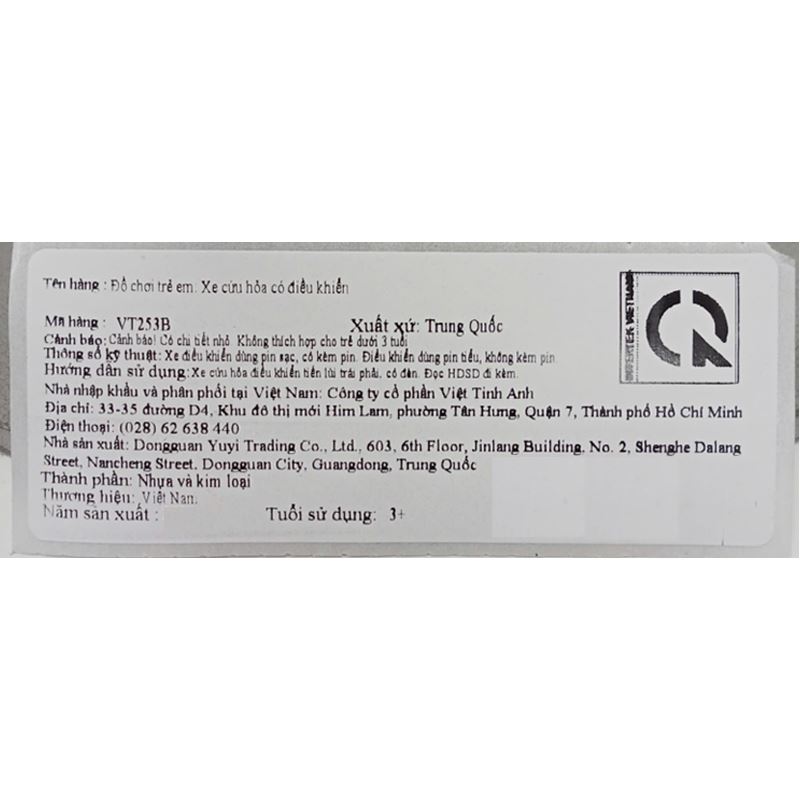 Tên hàng : Đồ chơi trẻ em. Xe cứu hỏa có điều khiển
Mã hàng : VT253B Xuất xứ: Trung Quốc
Cảnh báo: Cảnh báo! Có chi tiết nhỏ. Không thích hợp cho trẻ dưới 3 tuổi
Thông số kỹ thuật: Xe điều khiển dùng pin sạc, có kèm pin. Điều khiển dùng pin tiểu, không kèm pin.
Hướng dẫn sử dụng: Xe cứu hỏa điều khiển tiến lùi trái phải, có đèn. Đọc HDSD đi kèm.
Nhà nhập khẩu và phân phối tại Việt Nam: Công ty cổ phần Việt Tinh Anh
Địa chỉ: 33-35 đường D4, Khu đô thị mới Him Lam, phường Tân Hưng, Quận 7, Thành phố Hồ Chí Minh
Điện thoại: (028) 62 638 440
Nhà sản xuất: Dongguan Yuyi Trading Co., Ltd., 603, 6th Floor, Jinlang Building, No. 2, Shenghe Dalang
Street, Nancheng Street, Dongguan City, Guangdong, Trung Quốc
Thành phần: Nhựa và kim loại
Thương hiệu: Việt Nam.
Năm sản xuất : Tuổi sử dụng: 3+
INTERTEK VIETNAM
CR